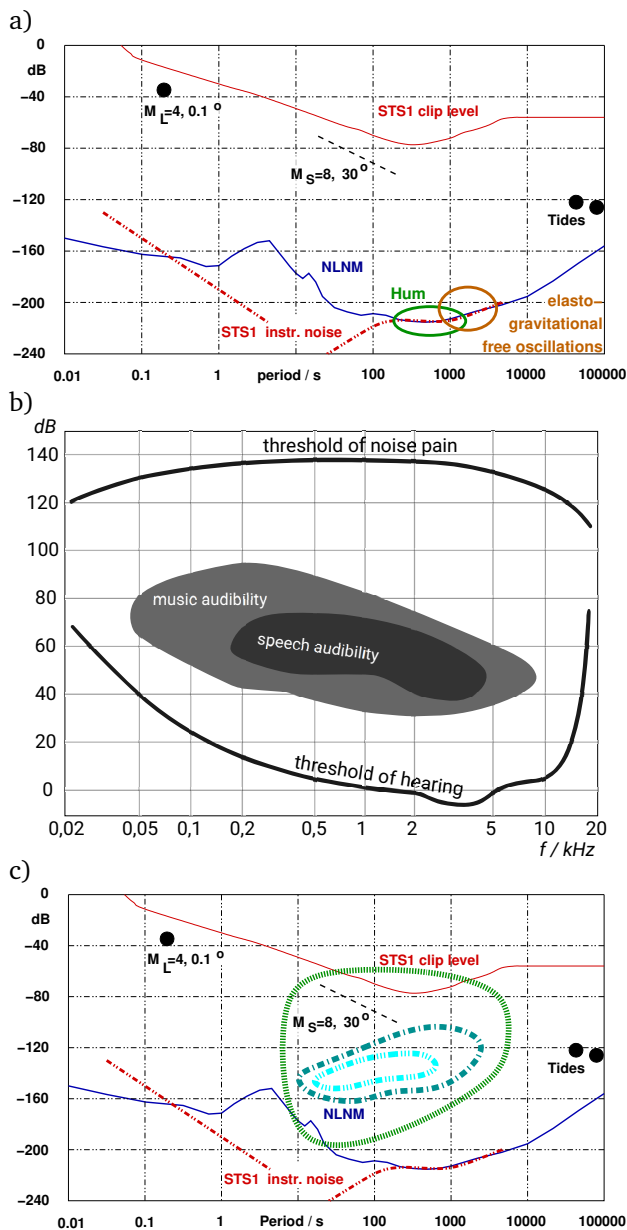 a)
0
dB
−40
−80
−120
−160
−200
−240
M L=4, 0.1 o
STS1 clip level
M S=8, 30 o
Tides
NLNM
Hum
STS1 instr. noise
elasto−
gravitational
free oscillations
0.01 0.1 1 period / s 100 1000 10000 100000
b)
dB
140
120
100
80
60
40
20
0
threshold of noise pain
music audibility
speech audibility
threshold of hearing
0,02 0,05 0,1 0,2 0,5 1 2 5 10 20
f / kHz
c)
0
dB
−40
−80
−120
−160
−200
−240
M L=4, 0.1 o
STS1 clip level
M S=8, 30 o
Tides
NLNM
STS1 instr. noise
0.01 0.1 1 Period / s 100 1000 10000 100000